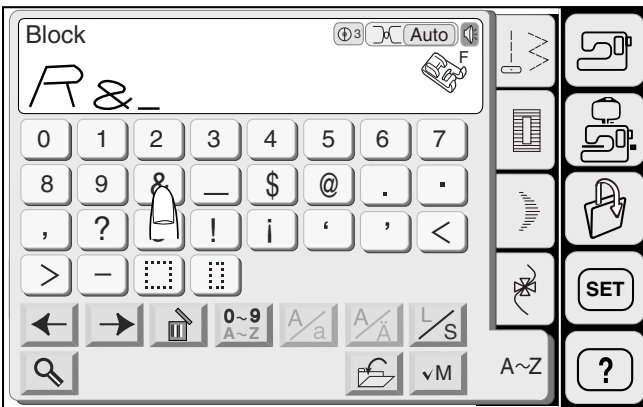 Block
3 Auto
F
R&_
0 1 2 3 4 5 6 7
8 9 & _ $ @ . ·
, ? ! ¡ ‘ ’ <
> –
0~9
A~Z
A/a A/Ä L/S
✓M
A~Z
SET
?